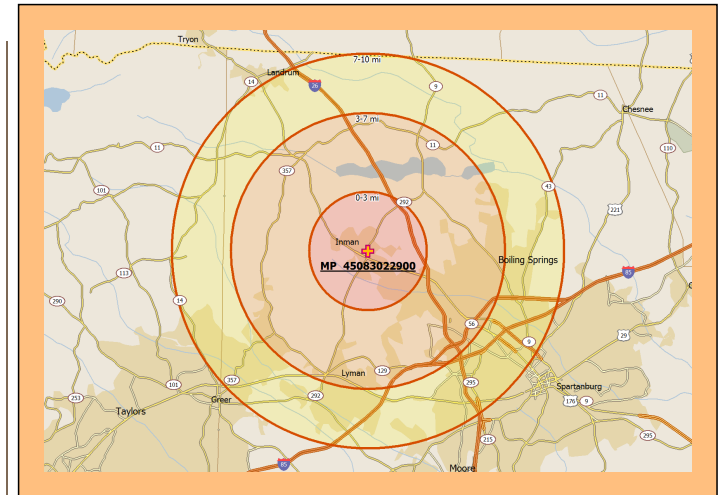 Tryon
7-10 mi
Landrum
14
26
9
11
Chesnee
3-7 mi
11
11
110
357
101
0-3 mi
43
292
221
Inman
MP 45083022900
Boiling Springs
85
113
290
14
56
29
9
Lyman
129
357
101
295
Spartanburg
253
Greer
292
176
9
Taylors
215
295
85
Moore